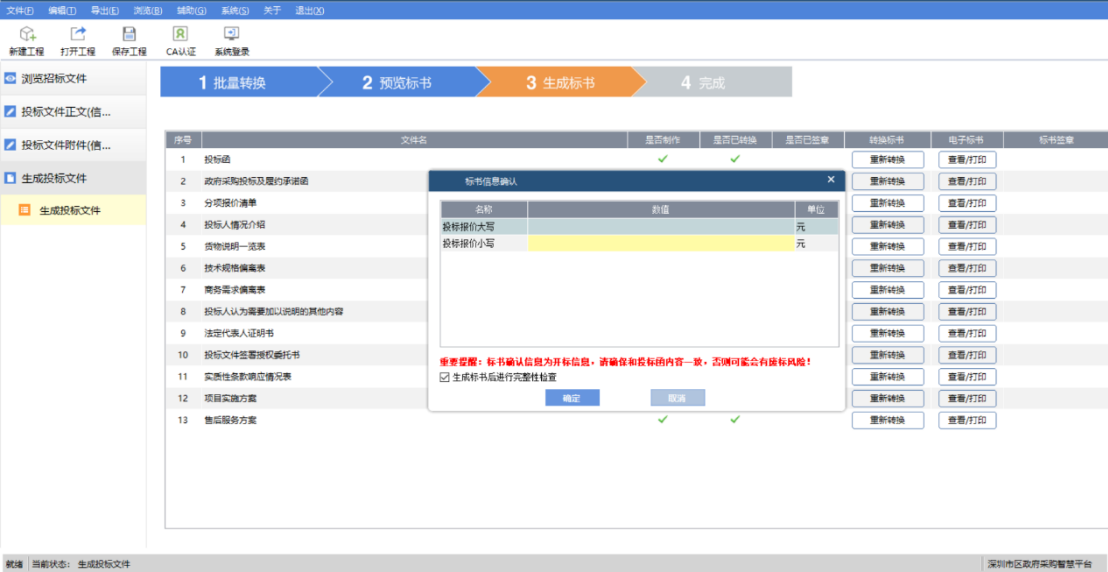 文件(F) 编辑(T) 导出(E) 浏览(B) 辅助(G) 系统(S) 关于 退出(X)
新建工程 打开工程 保存工程 CA认证 系统登录
浏览招标文件
投标文件正文(信...
投标文件附件(信...
生成投标文件
生成投标文件
1 批量转换 2 预览标书 3 生成标书 4 完成
序号 文件名 是否制作 是否已转换 是否已签章 转换标书 电子标书 标书签章
1 投标函 重新转换 查看/打印
2 政府采购投标及履约承诺函 重新转换 查看/打印
3 分项报价清单 重新转换 查看/打印
4 投标人情况介绍 重新转换 查看/打印
5 货物说明一览表 重新转换 查看/打印
6 技术规格偏离表 重新转换 查看/打印
7 商务需求偏离表 重新转换 查看/打印
8 投标人认为需要加以说明的其他内容 重新转换 查看/打印
9 法定代表人证明书 重新转换 查看/打印
10 投标文件签署授权委托书 重新转换 查看/打印
11 实质性条款响应情况表 重新转换 查看/打印
12 项目实施方案 重新转换 查看/打印
13 售后服务方案 重新转换 查看/打印
标书信息确认
名称 数值 单位
投标报价大写 元
投标报价小写 元
重要提醒:标书确认信息为开标信息,请确保和投标函内容一致,否则可能会有废标风险!
生成标书后进行完整性检查
确定 取消
就绪 当前状态: 生成投标文件 深圳市区政府采购智慧平台